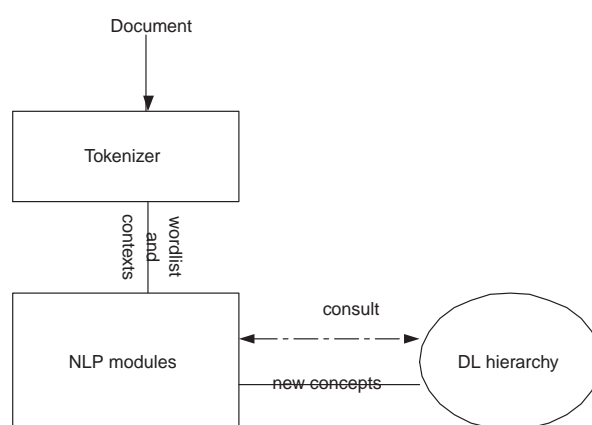 Document
Tokenizer
wordlist
and
contexts
consult
NLP modules
DL hierarchy
new concepts